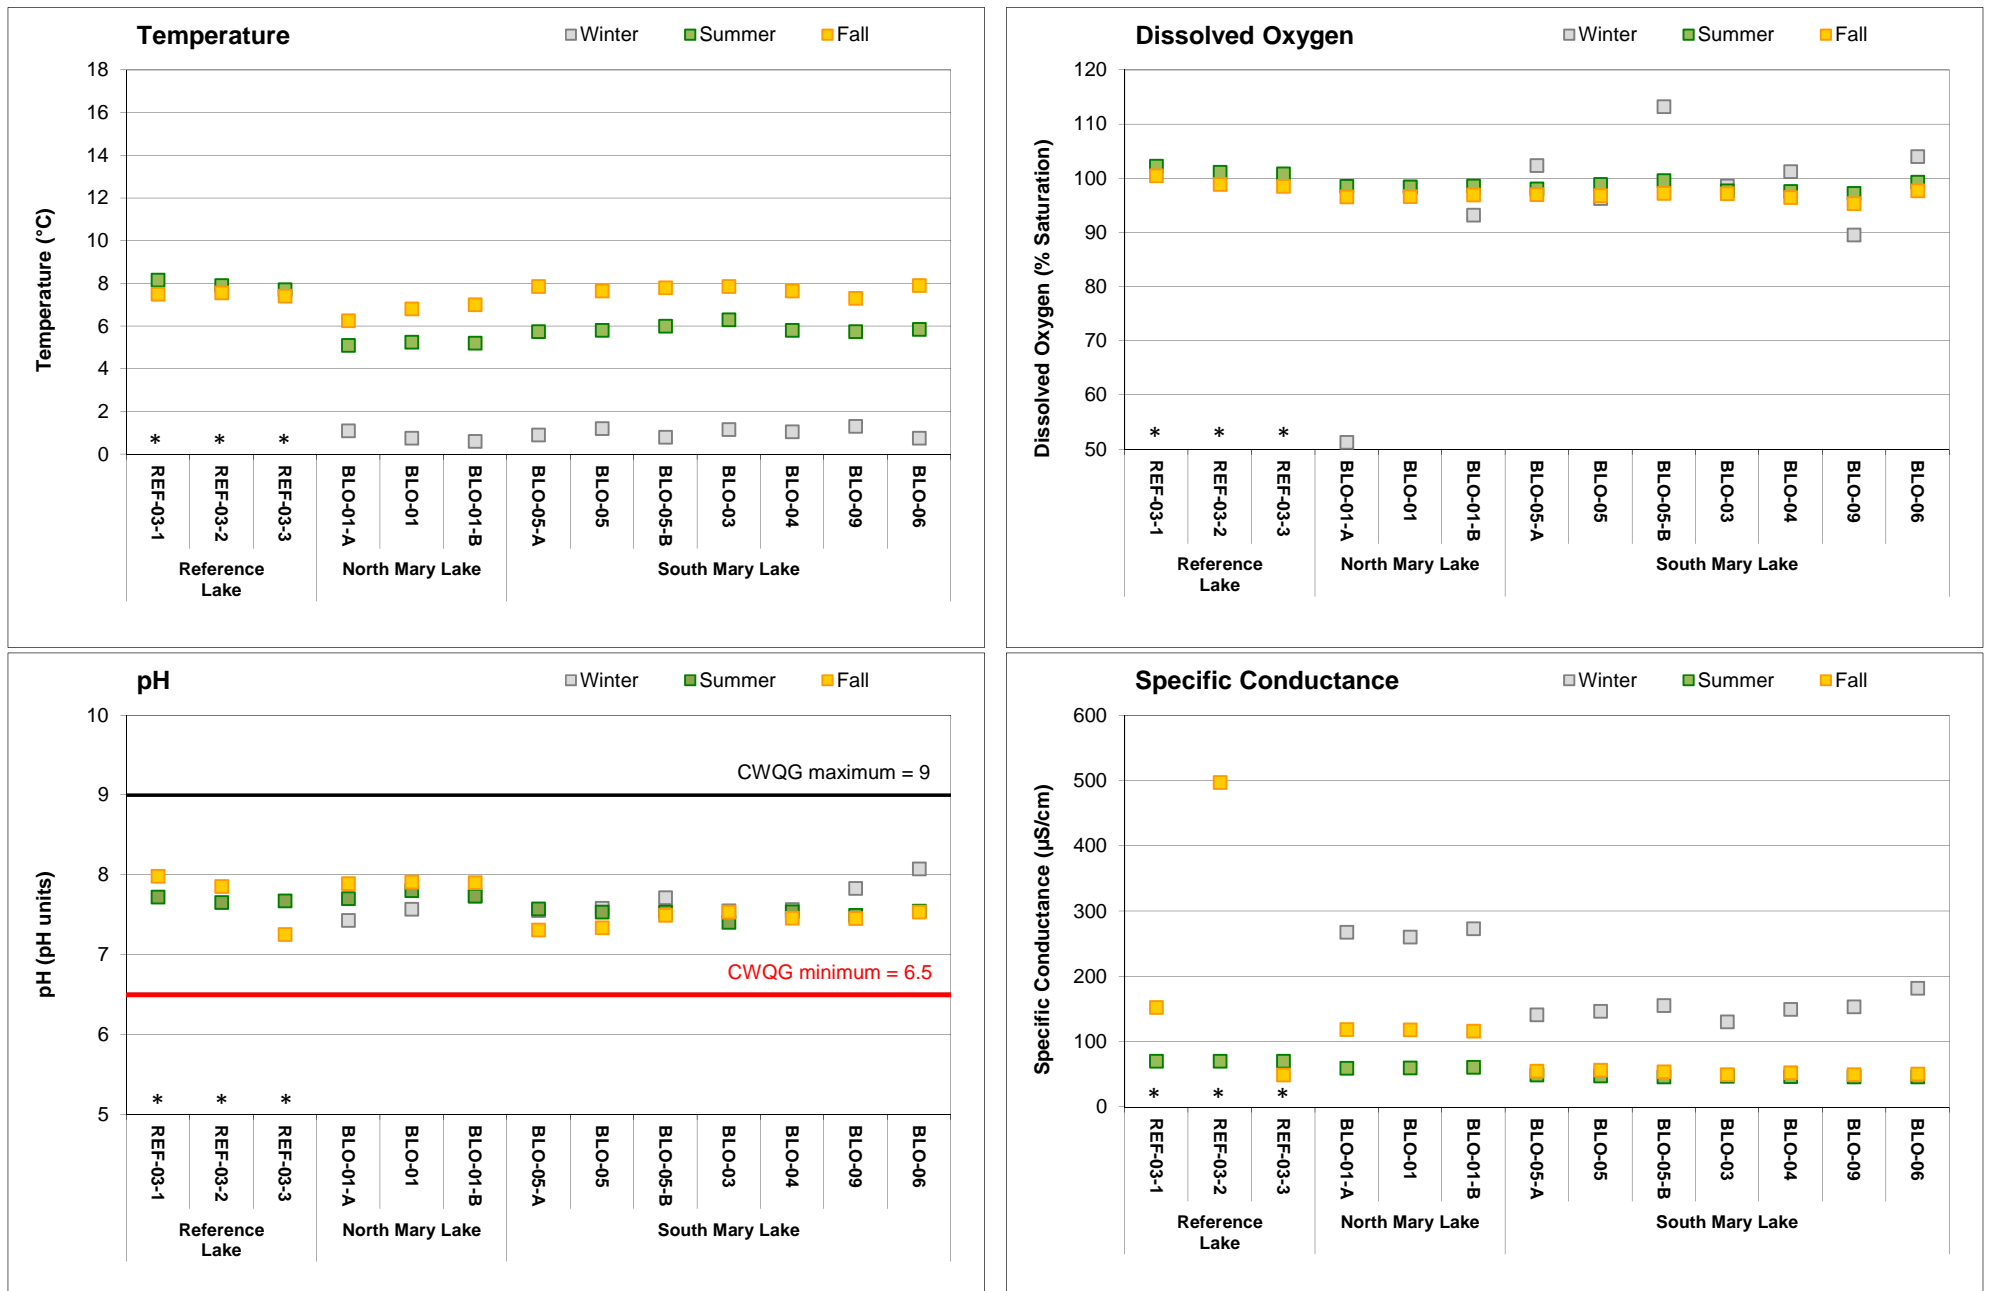 Temperature
Winter Summer Fall
18
16
14
12
10
8
6
4
2
0
Temperature (°C)
* * *
REF-03-1 REF-03-2 REF-03-3 BLO-01-A BLO-01 BLO-01-B BLO-05-A BLO-05 BLO-05-B BLO-03 BLO-04 BLO-09 BLO-06
Reference Lake North Mary Lake South Mary Lake
Dissolved Oxygen
Winter Summer Fall
120
110
100
90
80
70
60
50
Dissolved Oxygen (% Saturation)
* * *
REF-03-1 REF-03-2 REF-03-3 BLO-01-A BLO-01 BLO-01-B BLO-05-A BLO-05 BLO-05-B BLO-03 BLO-04 BLO-09 BLO-06
Reference Lake North Mary Lake South Mary Lake
pH
Winter Summer Fall
10
9
8
7
6
5
pH (pH units)
CWQG maximum = 9
CWQG minimum = 6.5
* * *
REF-03-1 REF-03-2 REF-03-3 BLO-01-A BLO-01 BLO-01-B BLO-05-A BLO-05 BLO-05-B BLO-03 BLO-04 BLO-09 BLO-06
Reference Lake North Mary Lake South Mary Lake
Specific Conductance
Winter Summer Fall
600
500
400
300
200
100
0
Specific Conductance (µS/cm)
* * *
REF-03-1 REF-03-2 REF-03-3 BLO-01-A BLO-01 BLO-01-B BLO-05-A BLO-05 BLO-05-B BLO-03 BLO-04 BLO-09 BLO-06
Reference Lake North Mary Lake South Mary Lake